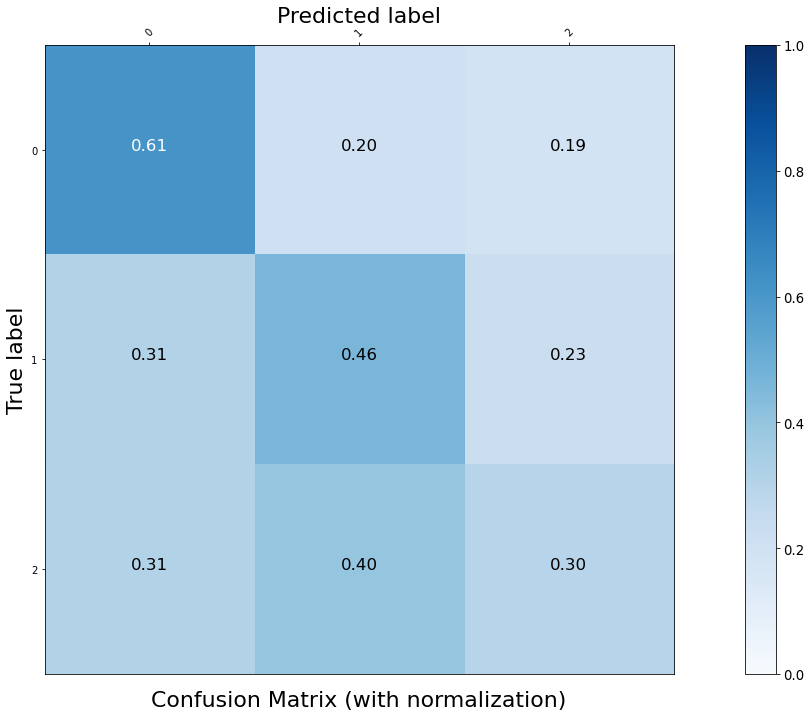 Predicted label
0 1 2
1.0
0 0.61 0.20 0.19
0.8
0.6
True label
1 0.31 0.46 0.23
0.4
0.2
2 0.31 0.40 0.30
0.0
Confusion Matrix (with normalization)